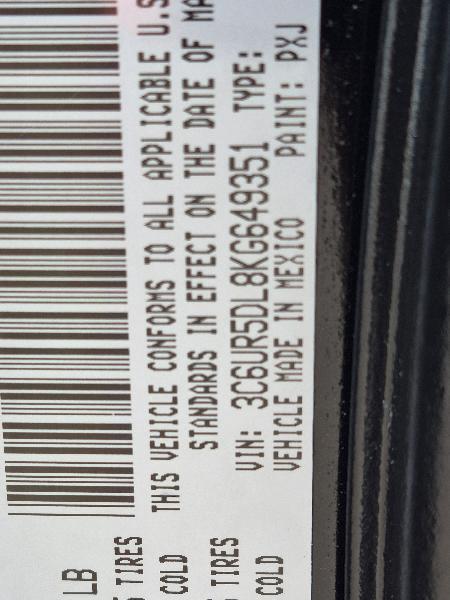 THIS VEHICLE CONFORMS TO ALL APPLICABLE U.S
STANDARDS IN EFFECT ON THE DATE OF MA
VIN: 3C6UR5DL8KG649351 TYPE:
VEHICLE MADE IN MEXICO PAINT: PXJ
LB
TIRES
COLD
TIRES
COLD